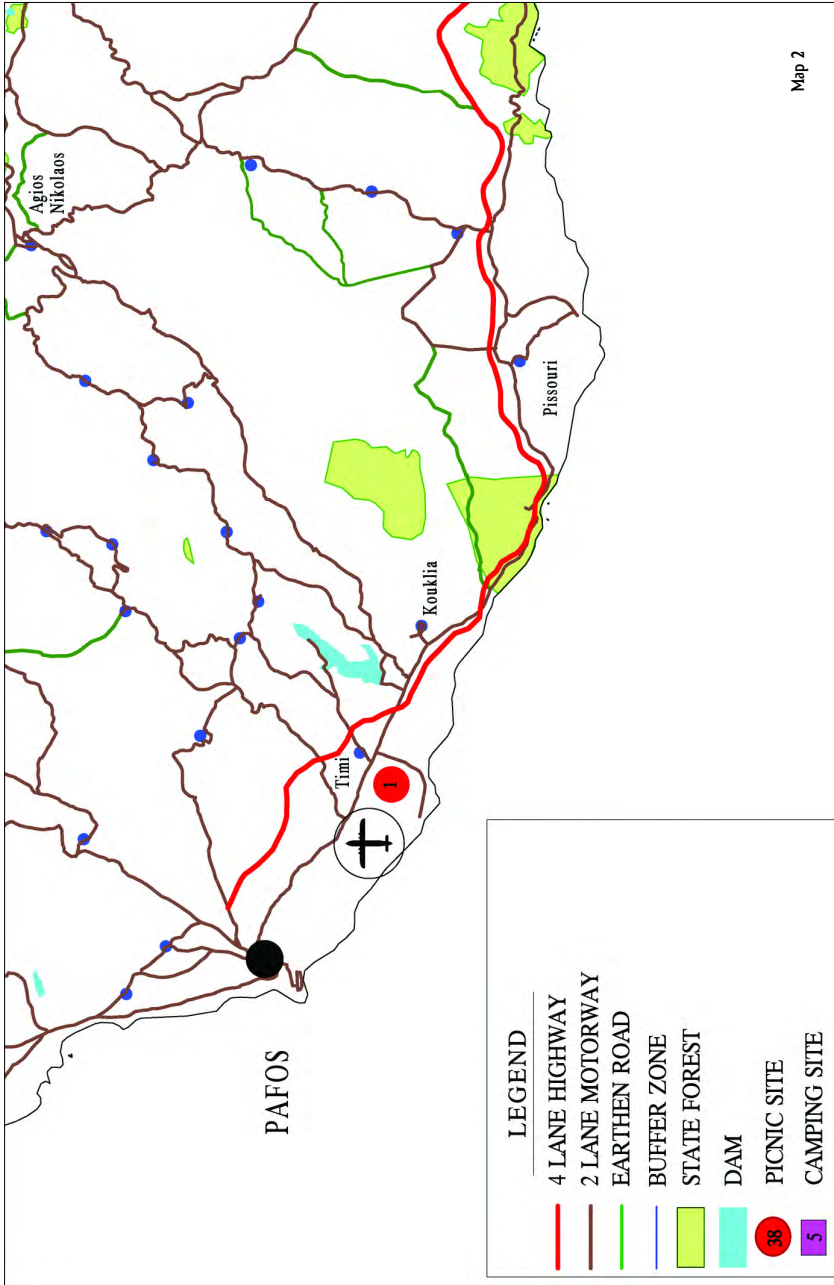 Agios
Nikolaos
Pissouri
Kouklia
Timi
1
PAFOS
LEGEND
4 LANE HIGHWAY
2 LANE MOTORWAY
EARTHEN ROAD
BUFFER ZONE
STATE FOREST
DAM
38 PICNIC SITE
5 CAMPING SITE
Map 2